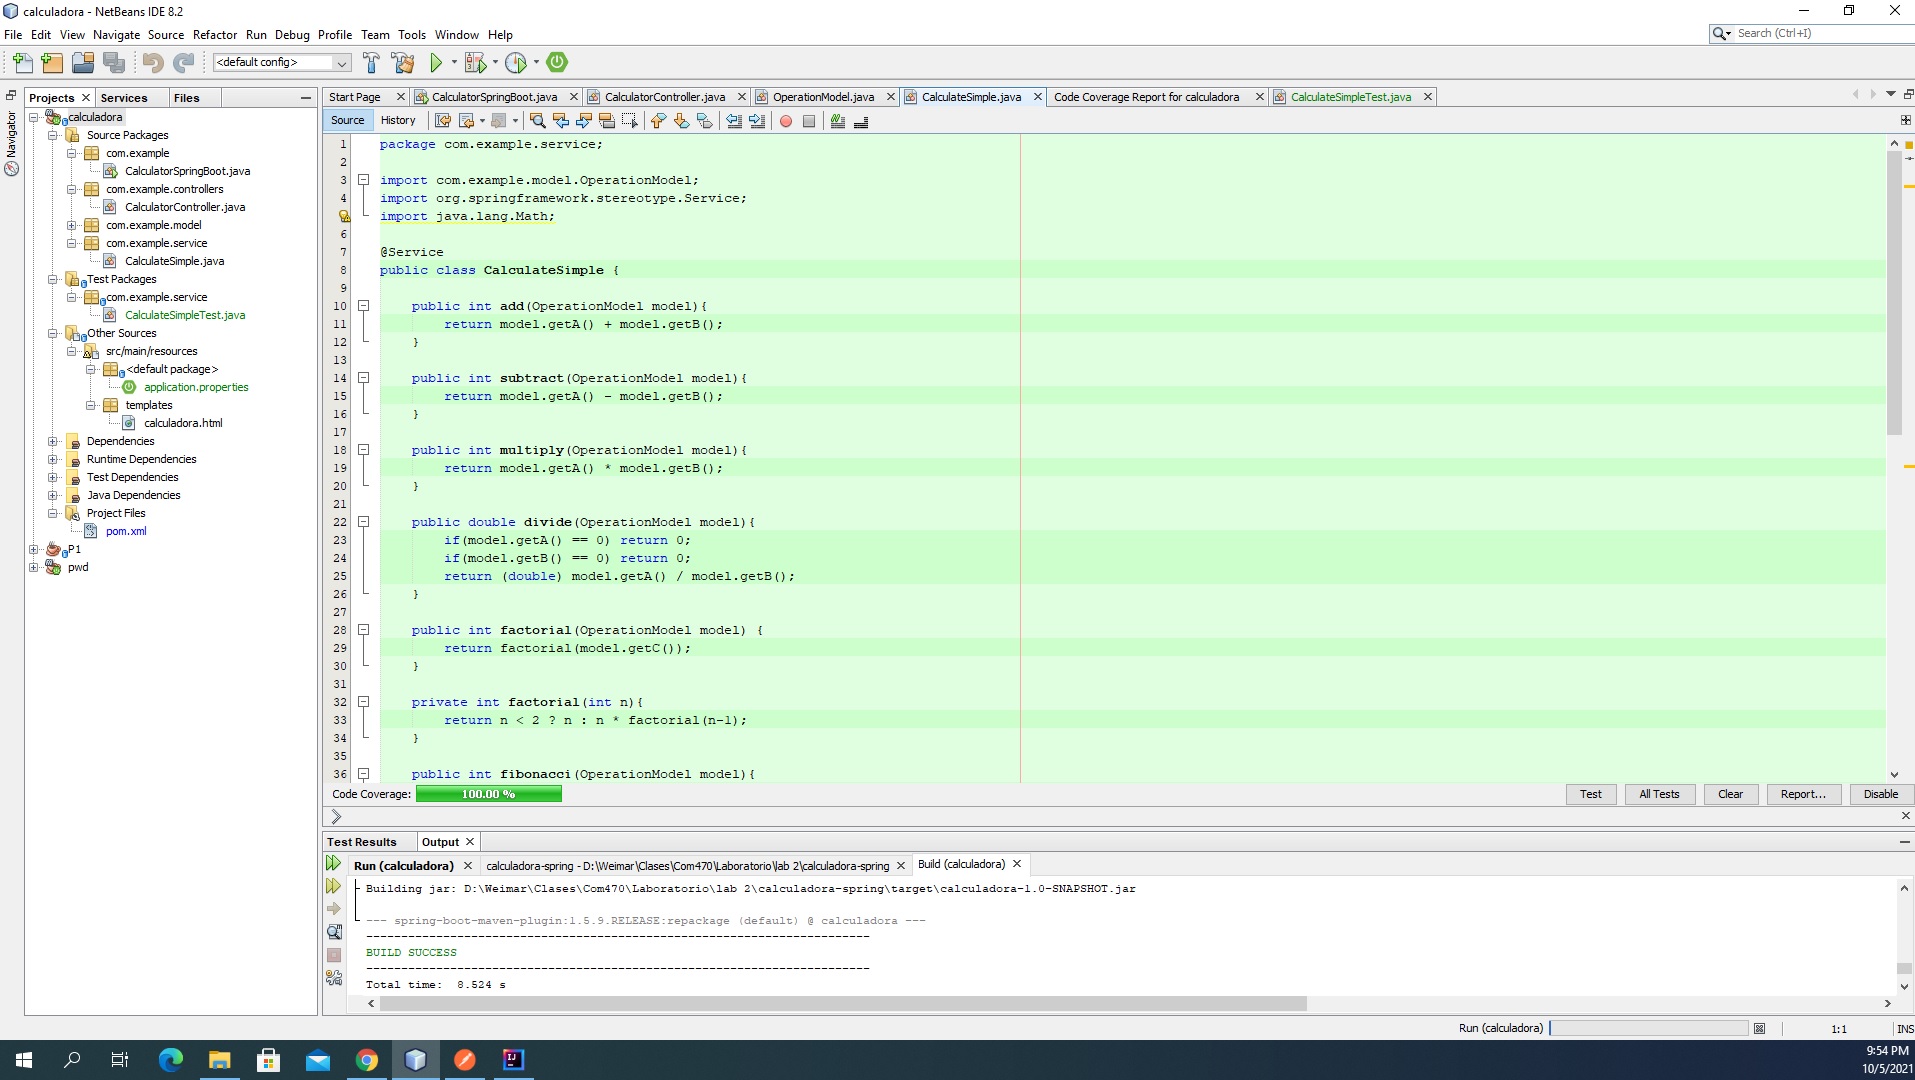 calculadora - NetBeans IDE 8.2
File Edit View Navigate Source Refactor Run Debug Profile Team Tools Window Help
Search (Ctrl+I)
<default config>
Projects Services Files
Navigator
calculadora
Source Packages
com.example
CalculatorSpringBoot.java
com.example.controllers
CalculatorController.java
com.example.model
com.example.service
CalculateSimple.java
Test Packages
com.example.service
CalculateSimpleTest.java
Other Sources
src/main/resources
<default package>
application.properties
templates
calculadora.html
Dependencies
Runtime Dependencies
Test Dependencies
Java Dependencies
Project Files
pom.xml
P1
pwd
Start Page CalculatorSpringBoot.java CalculatorController.java OperationModel.java CalculateSimple.java Code Coverage Report for calculadora CalculateSimpleTest.java
Source History
1 package com.example.service;
2
3 import com.example.model.OperationModel;
4 import org.springframework.stereotype.Service;
import java.lang.Math;
6
7 @Service
8 public class CalculateSimple {
9
10 public int add(OperationModel model){
11 return model.getA() + model.getB();
12 }
13
14 public int subtract(OperationModel model){
15 return model.getA() - model.getB();
16 }
17
18 public int multiply(OperationModel model){
19 return model.getA() * model.getB();
20 }
21
22 public double divide(OperationModel model){
23 if(model.getA() == 0) return 0;
24 if(model.getB() == 0) return 0;
25 return (double) model.getA() / model.getB();
26 }
27
28 public int factorial(OperationModel model) {
29 return factorial(model.getC());
30 }
31
32 private int factorial(int n){
33 return n < 2 ? n : n * factorial(n-1);
34 }
35
36 public int fibonacci(OperationModel model){
Code Coverage: 100.00 % Test All Tests Clear Report... Disable
Test Results Output
Run (calculadora) calculadora-spring - D:\Weimar\Clases\Com470\Laboratorio\lab 2\calculadora-spring Build (calculadora)
Building jar: D:\Weimar\Clases\Com470\Laboratorio\lab 2\calculadora-spring\target\calculadora-1.0-SNAPSHOT.jar
--- spring-boot-maven-plugin:1.5.9.RELEASE:repackage (default) @ calculadora ---
------------------------------------------------------------------------
BUILD SUCCESS
------------------------------------------------------------------------
Total time: 8.524 s
Run (calculadora) 1:1 INS
9:54 PM
10/5/2021